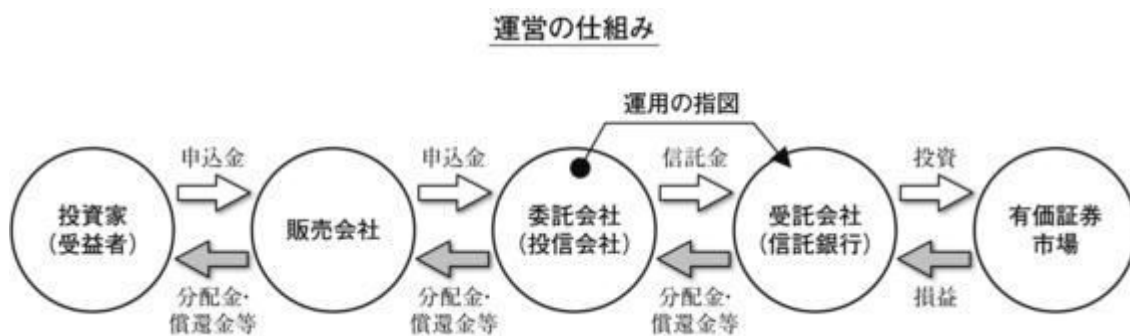 運営の仕組み
運用の指図
申込金
申込金
信託金
投資
投資家
(受益者)
販売会社
委託会社
(投信会社)
受託会社
(信託銀行)
有価証券
市場
分配金・
償還金等
分配金・
償還金等
分配金・
償還金等
損益